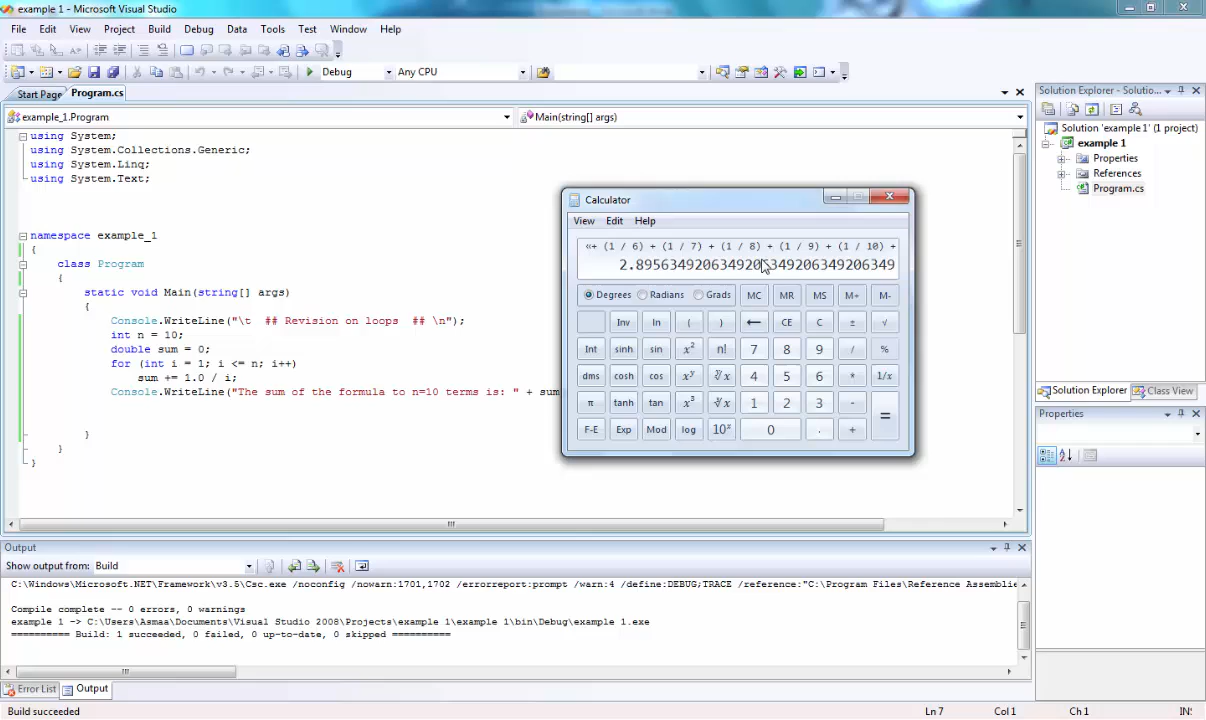 example 1 - Microsoft Visual Studio
File Edit View Project Build Debug Data Tools Test Window Help
Debug Any CPU
Start Page Program.cs
example_1.Program Main(string[] args)
using System;
using System.Collections.Generic;
using System.Linq;
using System.Text;
namespace example_1
{
class Program
{
static void Main(string[] args)
{
Console.WriteLine("\t  ## Revision on loops  ## \n");
int n = 10;
double sum = 0;
for (int i = 1; i <= n; i++)
sum += 1.0 / i;
Console.WriteLine("The sum of the formula to n=10 terms is: " + sum
}
}
}
Calculator
View Edit Help
«+ (1 / 6) + (1 / 7) + (1 / 8) + (1 / 9) + (1 / 10) +
Degrees Radians Grads MC MR MS M+ M-
Inv ln ( ) ← CE C ± √
Int sinh sin x² n! 7 8 9 / %
dms cosh cos xʸ ʸ√x 4 5 6 * 1/x
π tanh tan x³ ³√x 1 2 3 - =
F-E Exp Mod log 10ˣ 0 . +
Solution Explorer - Solutio...
Solution 'example 1' (1 project)
example 1
Properties
References
Program.cs
Solution Explorer Class View
Properties
Output
Show output from: Build
C:\Windows\Microsoft.NET\Framework\v3.5\Csc.exe /noconfig /nowarn:1701,1702 /errorreport:prompt /warn:4 /define:DEBUG;TRACE /reference:"C:\Program Files\Reference Assemblie
Compile complete -- 0 errors, 0 warnings
example 1 -> C:\Users\Asmaa\Documents\Visual Studio 2008\Projects\example 1\example 1\bin\Debug\example 1.exe
========== Build: 1 succeeded, 0 failed, 0 up-to-date, 0 skipped ==========
Error List Output
Build succeeded Ln 7 Col 1 Ch 1 INS